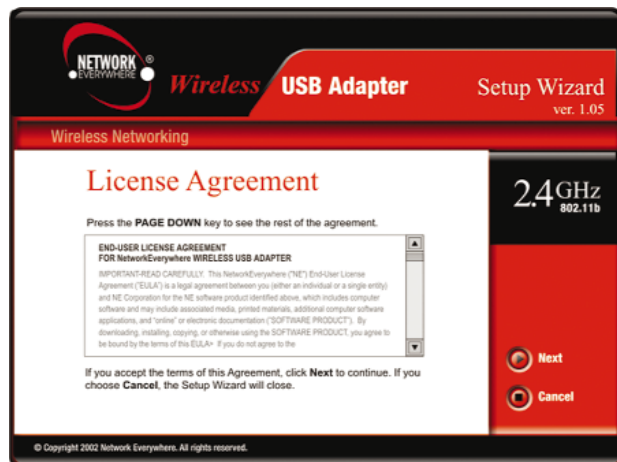 NETWORK ®
EVERYWHERE
Wireless USB Adapter
Setup Wizard
ver. 1.05
Wireless Networking
License Agreement
2.4 GHz
802.11b
Press the PAGE DOWN key to see the rest of the agreement.
END-USER LICENSE AGREEMENT
FOR NetworkEverywhere WIRELESS USB ADAPTER
IMPORTANT-READ CAREFULLY. This NetworkEverywhere ("NE") End-User License
Agreement ("EULA") is a legal agreement between you (either an individual or a single entity)
and NE Corporation for the NE software product identified above, which includes computer
software and may include associated media, printed materials, additional computer software
applications, and "online" or electronic documentation ("SOFTWARE PRODUCT"). By
downloading, installing, copying, or otherwise using the SOFTWARE PRODUCT, you agree to
be bound by the terms of this EULA> If you do not agree to the
If you accept the terms of this Agreement, click Next to continue. If you
choose Cancel, the Setup Wizard will close.
Next
Cancel
© Copyright 2002 Network Everywhere. All rights reserved.